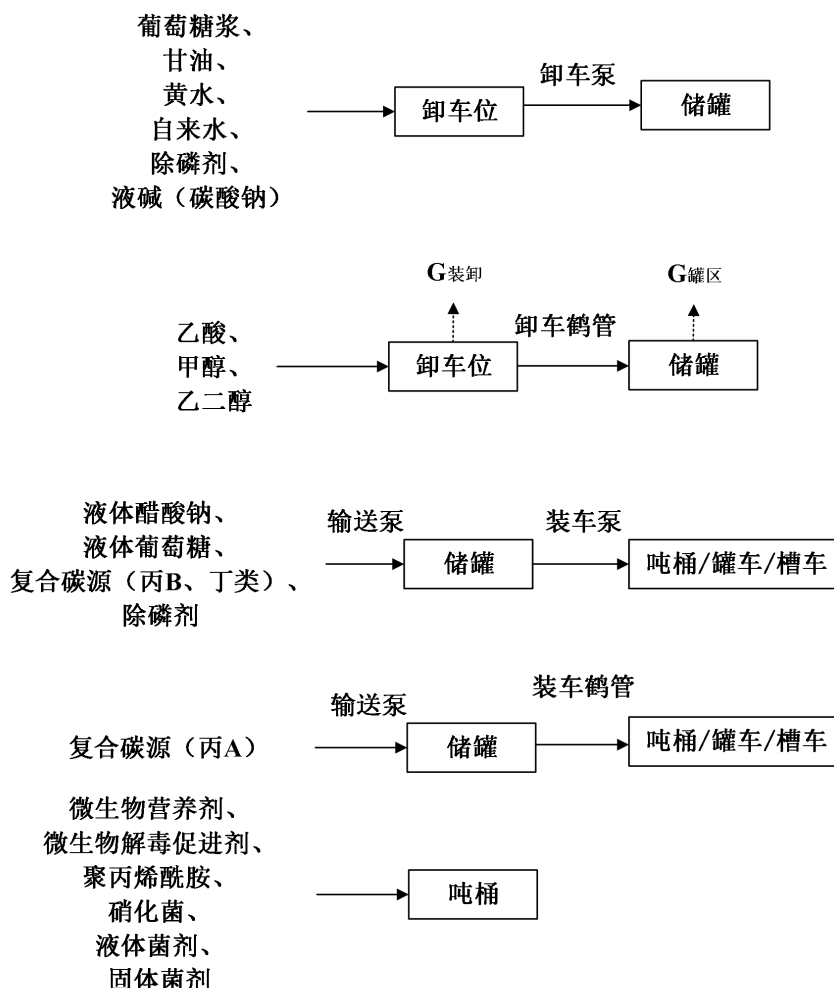 葡萄糖浆、
甘油、
黄水、
自来水、
除磷剂、
液碱（碳酸钠）
卸车位
卸车泵
储罐
G装卸
G罐区
乙酸、
甲醇、
乙二醇
卸车位
卸车鹤管
储罐
液体醋酸钠、
液体葡萄糖、
复合碳源（丙B、丁类）、
除磷剂
输送泵
储罐
装车泵
吨桶/罐车/槽车
复合碳源（丙A）
输送泵
储罐
装车鹤管
吨桶/罐车/槽车
微生物营养剂、
微生物解毒促进剂、
聚丙烯酰胺、
硝化菌、
液体菌剂、
固体菌剂
吨桶